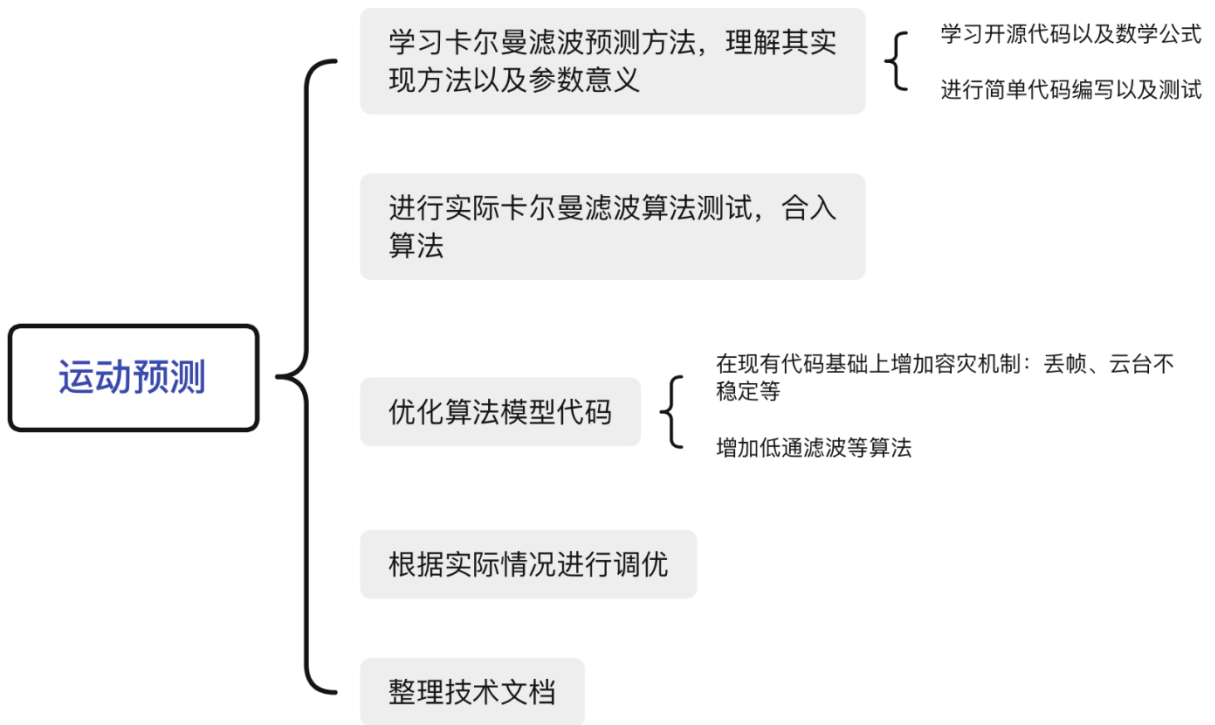 学习卡尔曼滤波预测方法，理解其实
现方法以及参数意义
学习开源代码以及数学公式
进行简单代码编写以及测试
进行实际卡尔曼滤波算法测试，合入
算法
运动预测
优化算法模型代码
在现有代码基础上增加容灾机制：丢帧、云台不
稳定等
增加低通滤波等算法
根据实际情况进行调优
整理技术文档